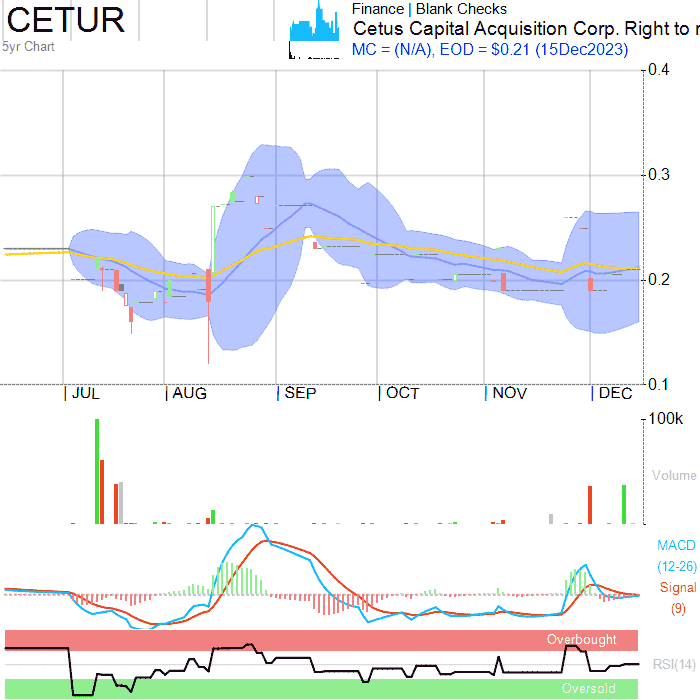 CETUR
5yr Chart
Finance | Blank Checks
Cetus Capital Acquisition Corp. Right to r
MC = (N/A), EOD = $0.21 (15Dec2023)
0.4
0.3
0.2
0.1
| JUL | AUG | SEP | OCT | NOV | DEC
100k
Volume
MACD
(12-26)
Signal
(9)
Overbought
RSI(14)
Oversold